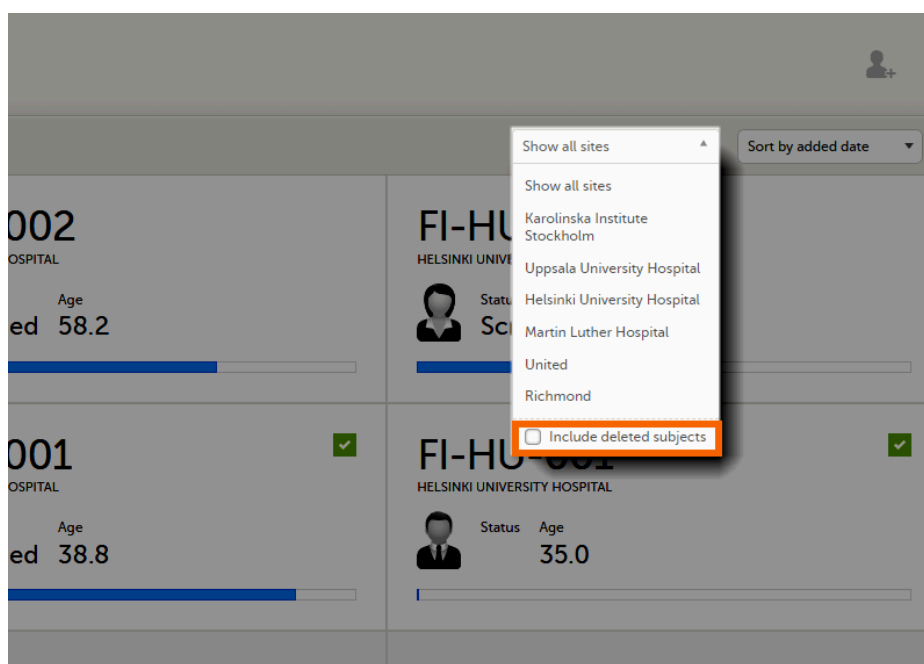 Show all sites
Sort by added date
Show all sites
Karolinska Institute
Stockholm
Uppsala University Hospital
Helsinki University Hospital
Martin Luther Hospital
United
Richmond
Include deleted subjects
002
OSPITAL
Age
ed 58.2
FI-HU
HELSINKI UNIVE
Statu
Sc
001
OSPITAL
Age
ed 38.8
FI-HU-001
HELSINKI UNIVERSITY HOSPITAL
Status Age
35.0